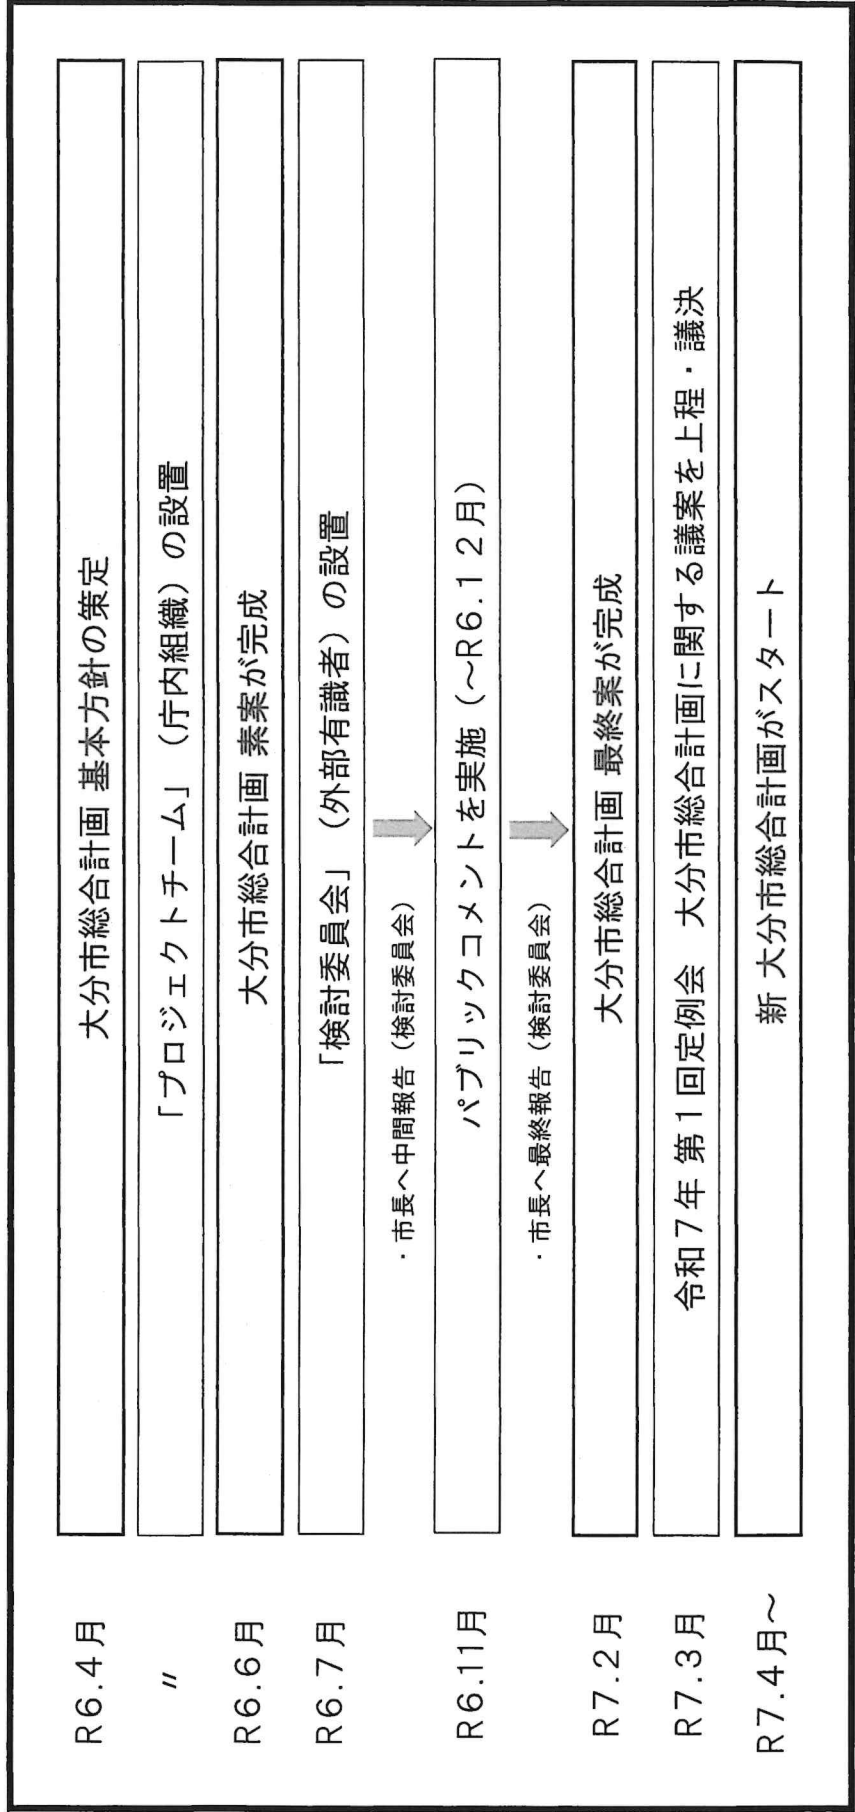 R6.4月 大分市総合計画 基本方針の策定
〃 「プロジェクトチーム」(庁内組織)の設置
R6.6月 大分市総合計画 素案が完成
R6.7月 「検討委員会」(外部有識者)の設置
・市長へ中間報告(検討委員会)
R6.11月 パブリックコメントを実施(〜R6.12月)
・市長へ最終報告(検討委員会)
R7.2月 大分市総合計画 最終案が完成
R7.3月 令和7年 第1回定例会 大分市総合計画に関する議案を上程・議決
R7.4月〜 新 大分市総合計画がスタート